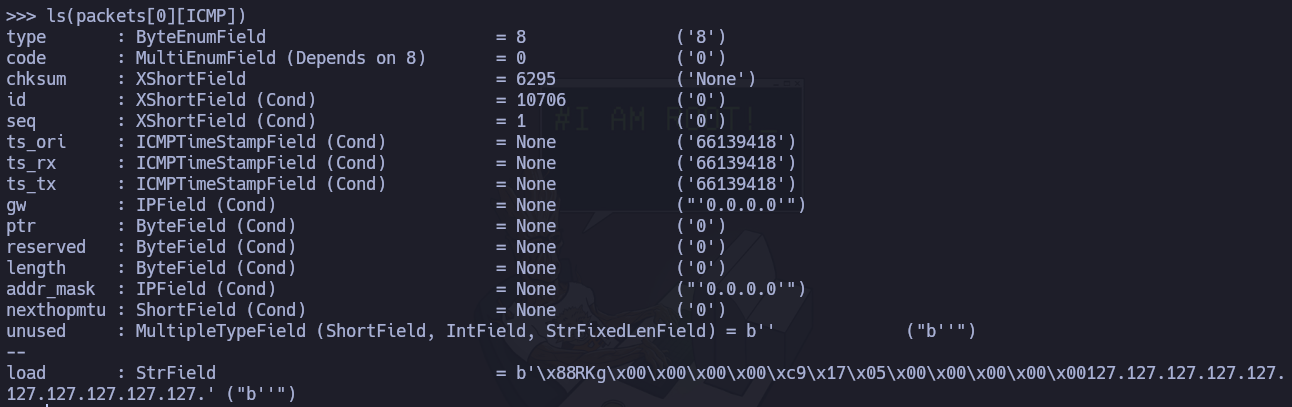 >>> ls(packets[0][ICMP])
type       : ByteEnumField                       = 8               ('8')
code       : MultiEnumField (Depends on 8)       = 0               ('0')
chksum     : XShortField                         = 6295            ('None')
id         : XShortField (Cond)                  = 10706           ('0')
seq        : XShortField (Cond)                  = 1               ('0')
ts_ori     : ICMPTimeStampField (Cond)           = None            ('66139418')
ts_rx      : ICMPTimeStampField (Cond)           = None            ('66139418')
ts_tx      : ICMPTimeStampField (Cond)           = None            ('66139418')
gw         : IPField (Cond)                      = None            ("'0.0.0.0'")
ptr        : ByteField (Cond)                    = None            ('0')
reserved   : ByteField (Cond)                    = None            ('0')
length     : ByteField (Cond)                    = None            ('0')
addr_mask  : IPField (Cond)                      = None            ("'0.0.0.0'")
nexthopmtu : ShortField (Cond)                   = None            ('0')
unused     : MultipleTypeField (ShortField, IntField, StrFixedLenField) = b''             ("b''")
--
load       : StrField                            = b'\x88RKg\x00\x00\x00\x00\xc9\x17\x05\x00\x00\x00\x00\x00127.127.127.127.127.
127.127.127.127.127.' ("b''")
#I AM ROOT!